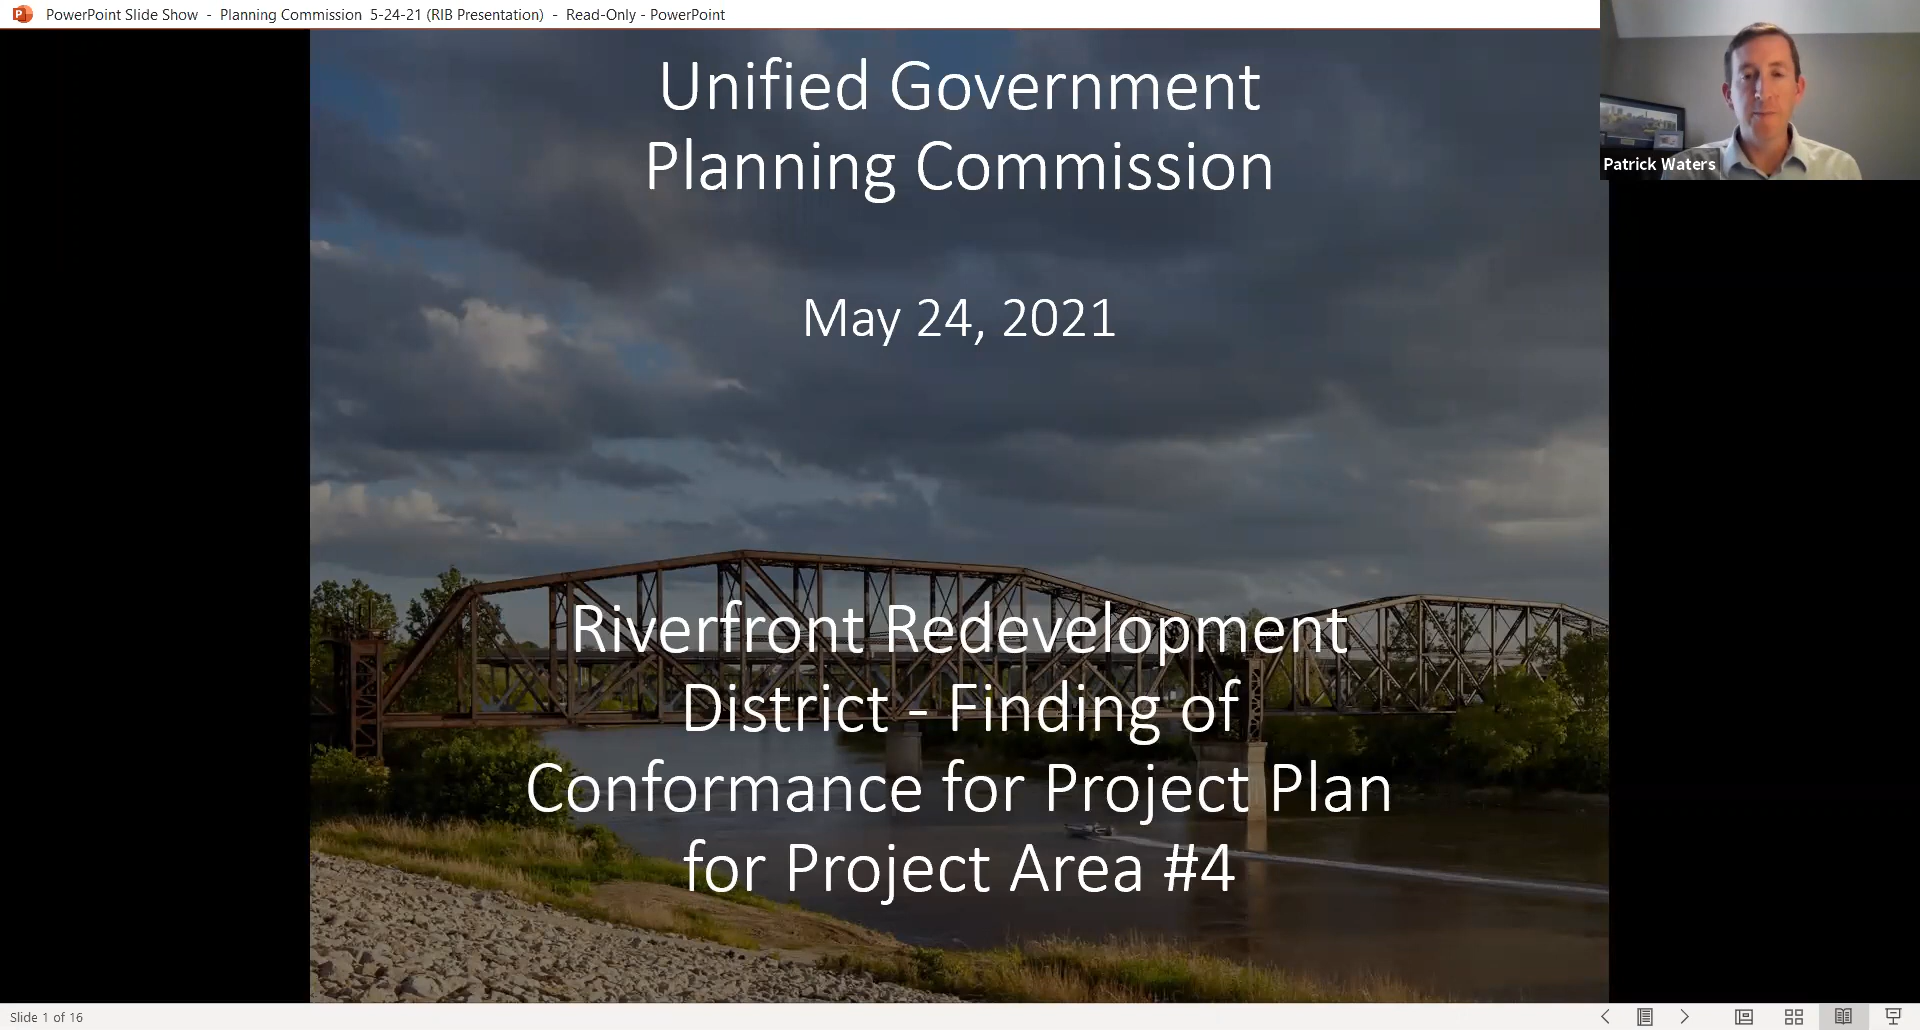 PowerPoint Slide Show - Planning Commission 5-24-21 (RIB Presentation) - Read-Only - PowerPoint
Unified Government
Planning Commission
Patrick Waters
May 24, 2021
Riverfront Redevelopment
District - Finding of
Conformance for Project Plan
for Project Area #4
Slide 1 of 16